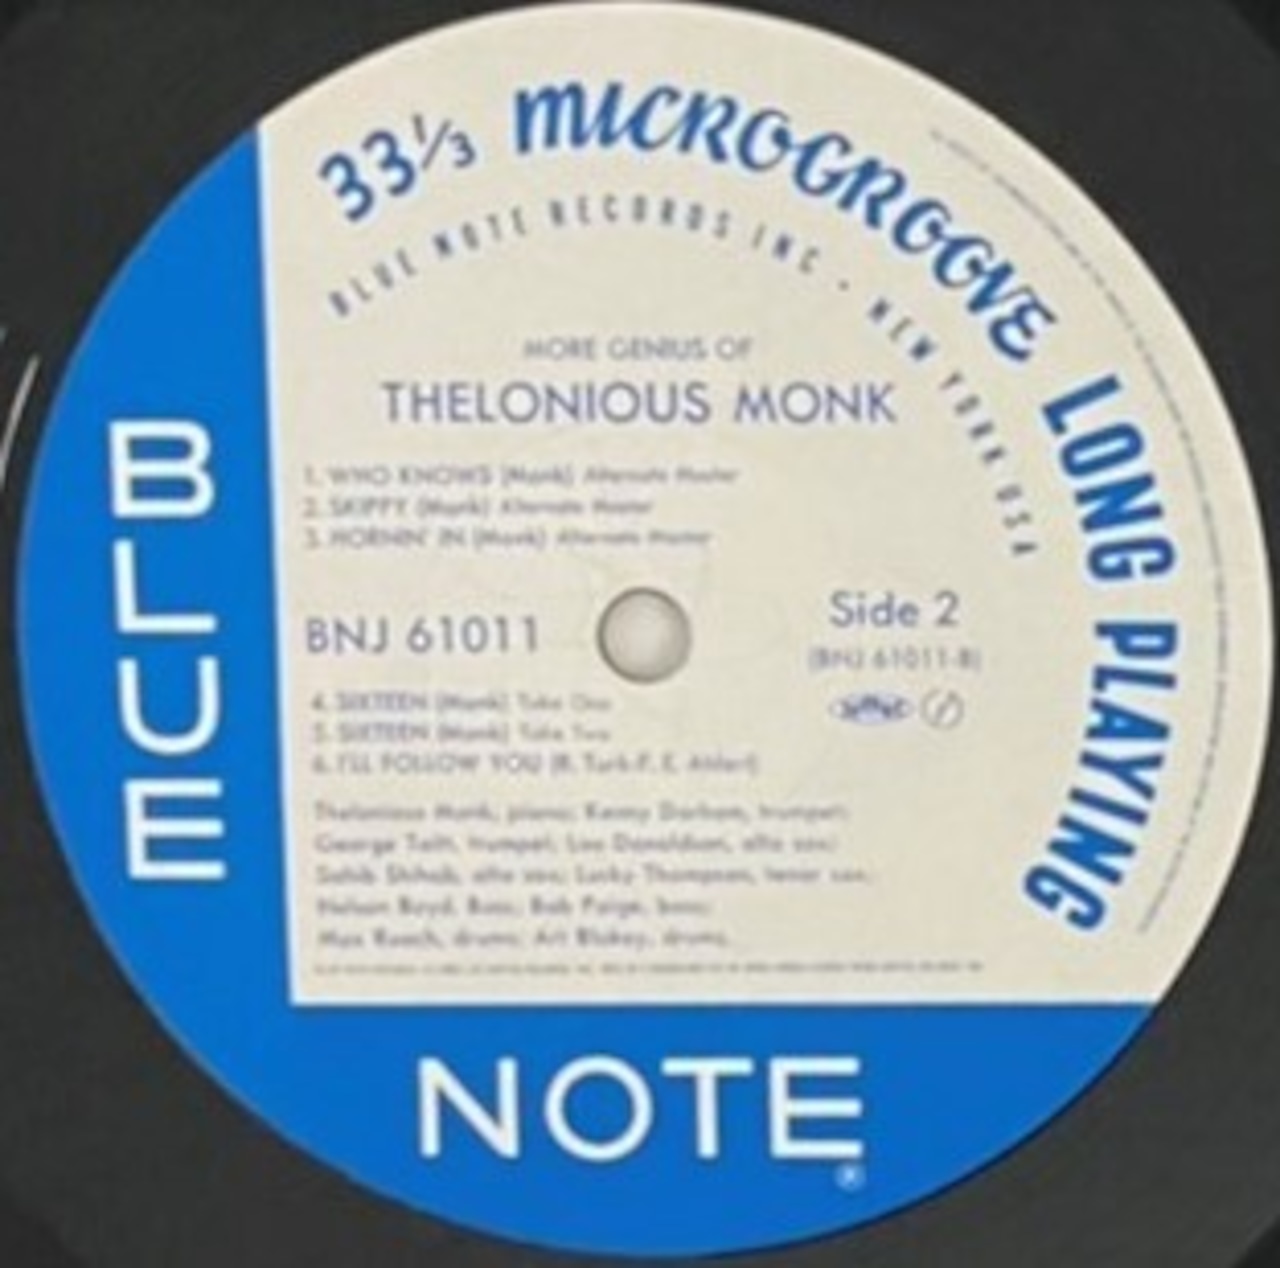 33⅓ MICROGROOVE LONG PLAYING
BLUE NOTE RECORDS INC · NEW YORK USA
MORE GENIUS OF
THELONIOUS MONK
1. WHO KNOWS (Monk) Alternate Master
2. SKIPPY (Monk) Alternate Master
3. HORNIN' IN (Monk) Alternate Master
BNJ 61011
Side 2
(BNJ 61011-B)
4. SIXTEEN (Monk) Take One
5. SIXTEEN (Monk) Take Two
6. I'LL FOLLOW YOU (R. Turk-F. E. Ahlert)
Thelonious Monk, piano; Kenny Dorham, trumpet;
George Taitt, trumpet; Lou Donaldson, alto sax;
Sahib Shihab, alto sax; Lucky Thompson, tenor sax;
Nelson Boyd, Bass; Bob Paige, bass;
Max Roach, drums; Art Blakey, drums.
BLUE
NOTE
®